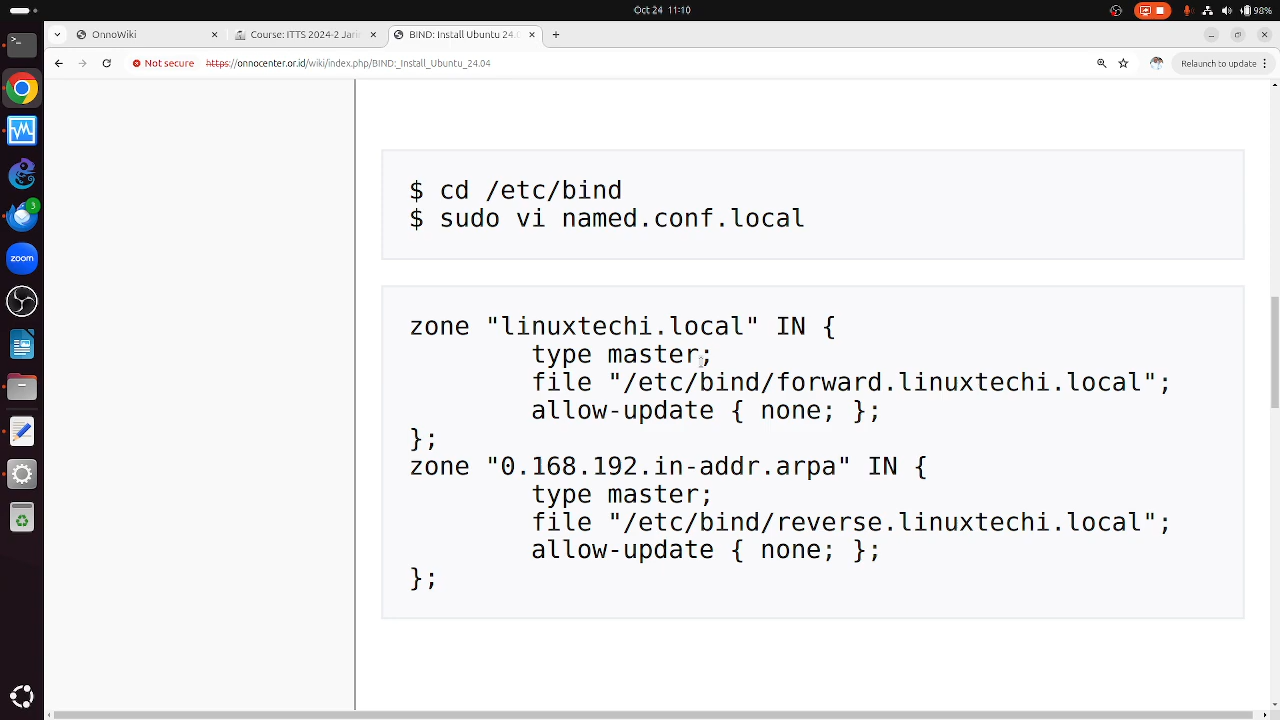 Oct 24 11:10
98%
OnnoWiki
Course: ITTS 2024-2 Jari
BIND: Install Ubuntu 24.0
Not secure
https://onnocenter.or.id/wiki/index.php/BIND:_Install_Ubuntu_24.04
Relaunch to update
3
zoom
$ cd /etc/bind
$ sudo vi named.conf.local
zone "linuxtechi.local" IN {
type master;
file "/etc/bind/forward.linuxtechi.local";
allow-update { none; };
};
zone "0.168.192.in-addr.arpa" IN {
type master;
file "/etc/bind/reverse.linuxtechi.local";
allow-update { none; };
};